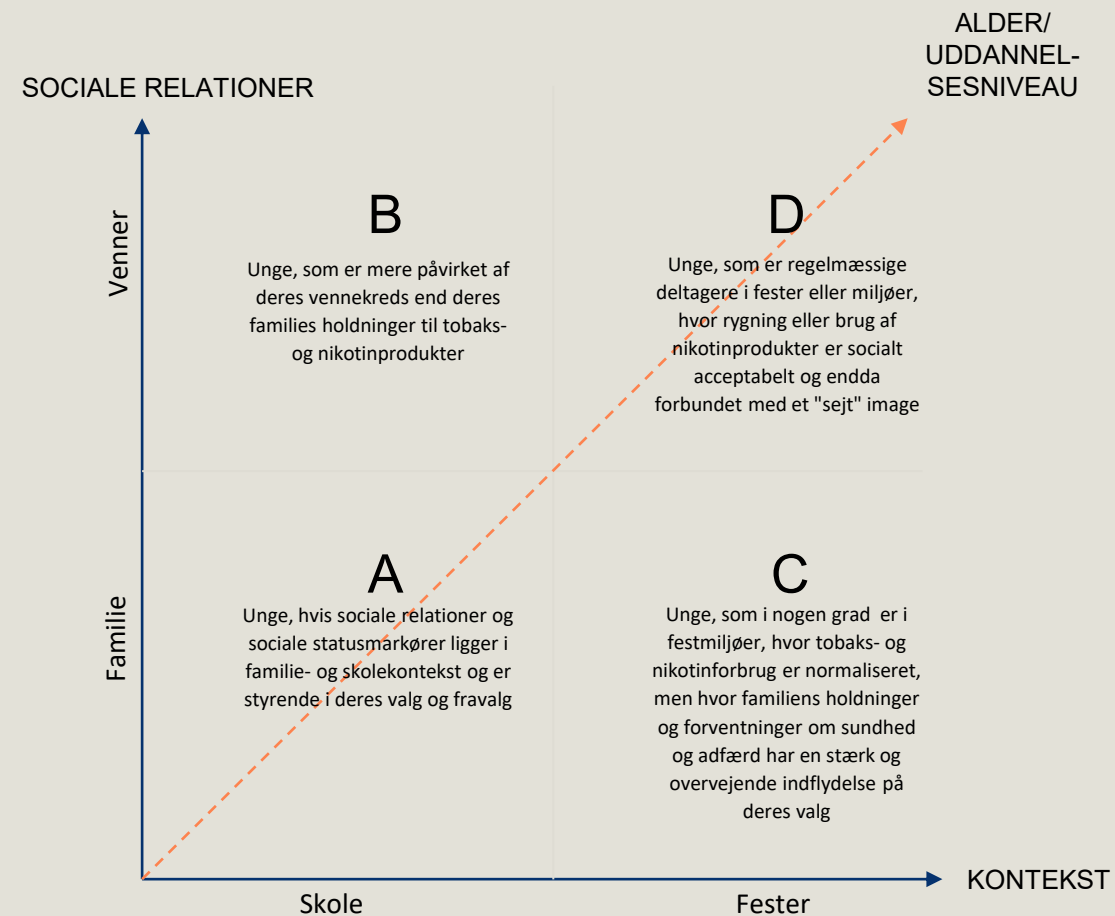 ALDER/
UDDANNEL-
SESNIVEAU
SOCIALE RELATIONER
Venner
B
Unge, som er mere påvirket af
deres vennekreds end deres
families holdninger til tobaks-
og nikotinprodukter
D
Unge, som er regelmæssige
deltagere i fester eller miljøer,
hvor rygning eller brug af
nikotinprodukter er socialt
acceptabelt og endda
forbundet med et "sejt" image
Familie
A
Unge, hvis sociale relationer og
sociale statusmarkører ligger i
familie- og skolekontekst og er
styrende i deres valg og fravalg
C
Unge, som i nogen grad er i
festmiljøer, hvor tobaks- og
nikotinforbrug er normaliseret,
men hvor familiens holdninger
og forventninger om sundhed
og adfærd har en stærk og
overvejende indflydelse på
deres valg
KONTEKST
Skole
Fester